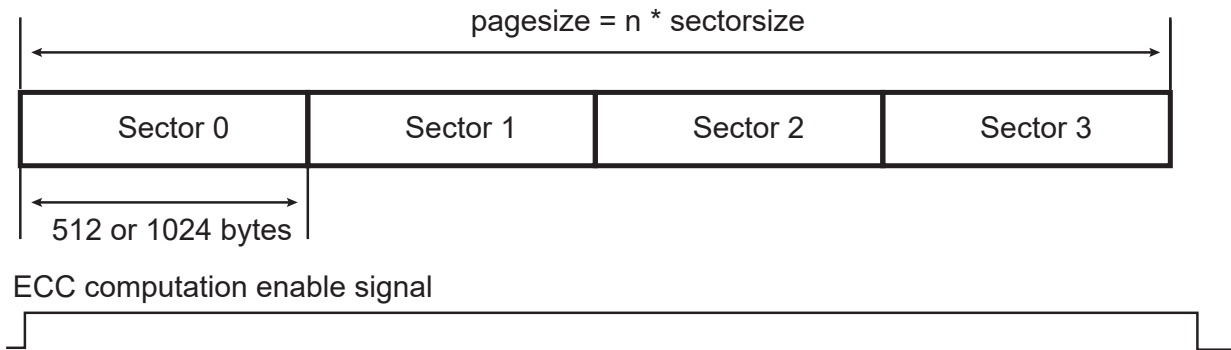 pagesize = n * sectorsize
Sector 0 Sector 1 Sector 2 Sector 3
512 or 1024 bytes
ECC computation enable signal